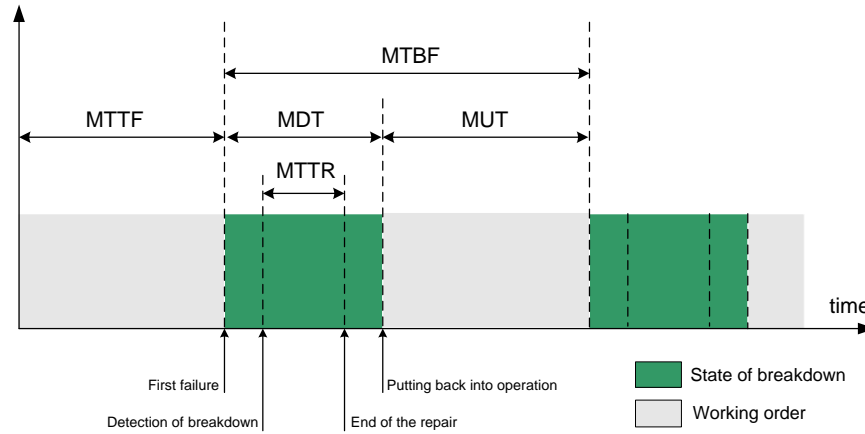 MTBF
MTTF
MDT
MUT
MTTR
time
First failure
Putting back into operation
Detection of breakdown
End of the repair
State of breakdown
Working order